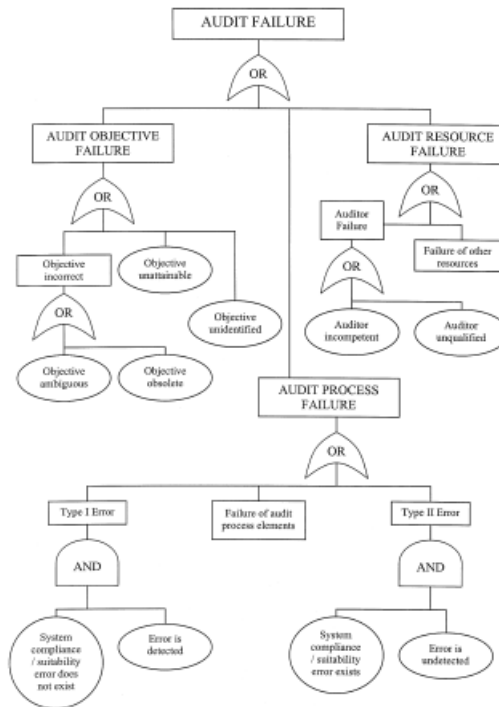 AUDIT FAILURE
OR
AUDIT OBJECTIVE
FAILURE
AUDIT RESOURCE
FAILURE
OR
OR
Auditor
Failure
Failure of other
resources
Objective
incorrect
Objective
unattainable
Objective
unidentified
OR
OR
Auditor
incompetent
Auditor
unqualified
Objective
ambiguous
Objective
obsolete
AUDIT PROCESS
FAILURE
OR
Type I Error
Failure of audit
process elements
Type II Error
AND
AND
System
compliance
/ suitability
error does
not exist
Error is
detected
System
compliance
/ suitability
error exists
Error is
undetected